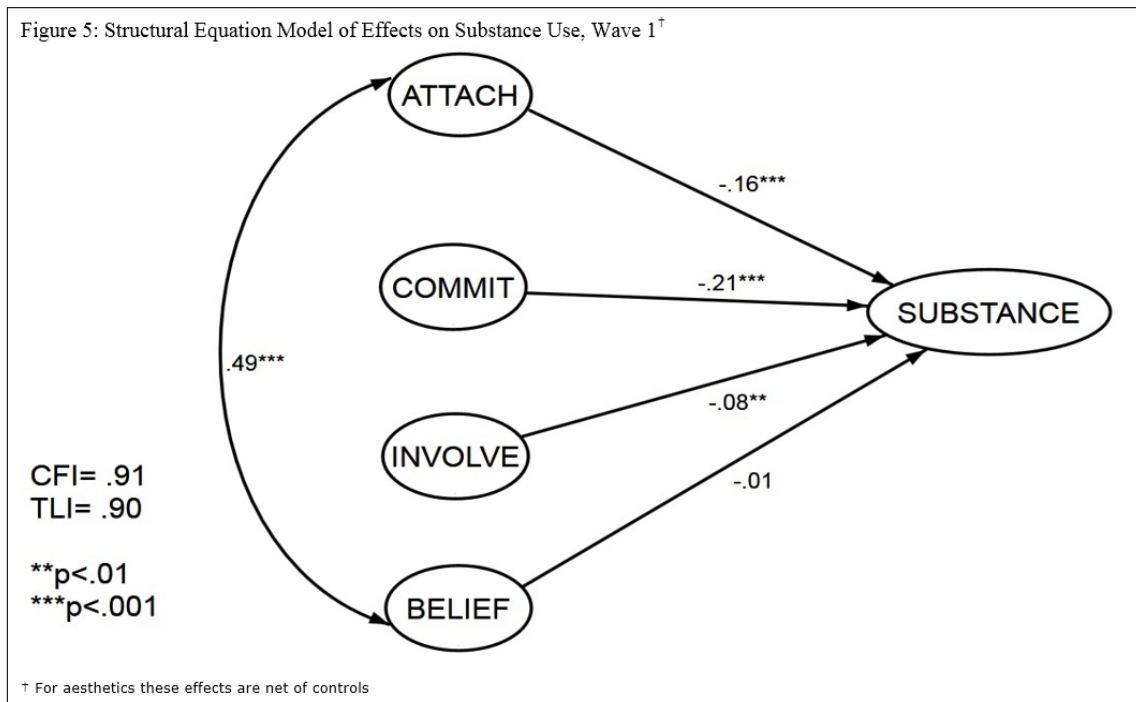 Figure 5: Structural Equation Model of Effects on Substance Use, Wave 1†
ATTACH
-.16***
COMMIT
-.21***
SUBSTANCE
.49***
-.08**
INVOLVE
-.01
CFI= .91
TLI= .90
**p<.01
***p<.001
BELIEF
† For aesthetics these effects are net of controls